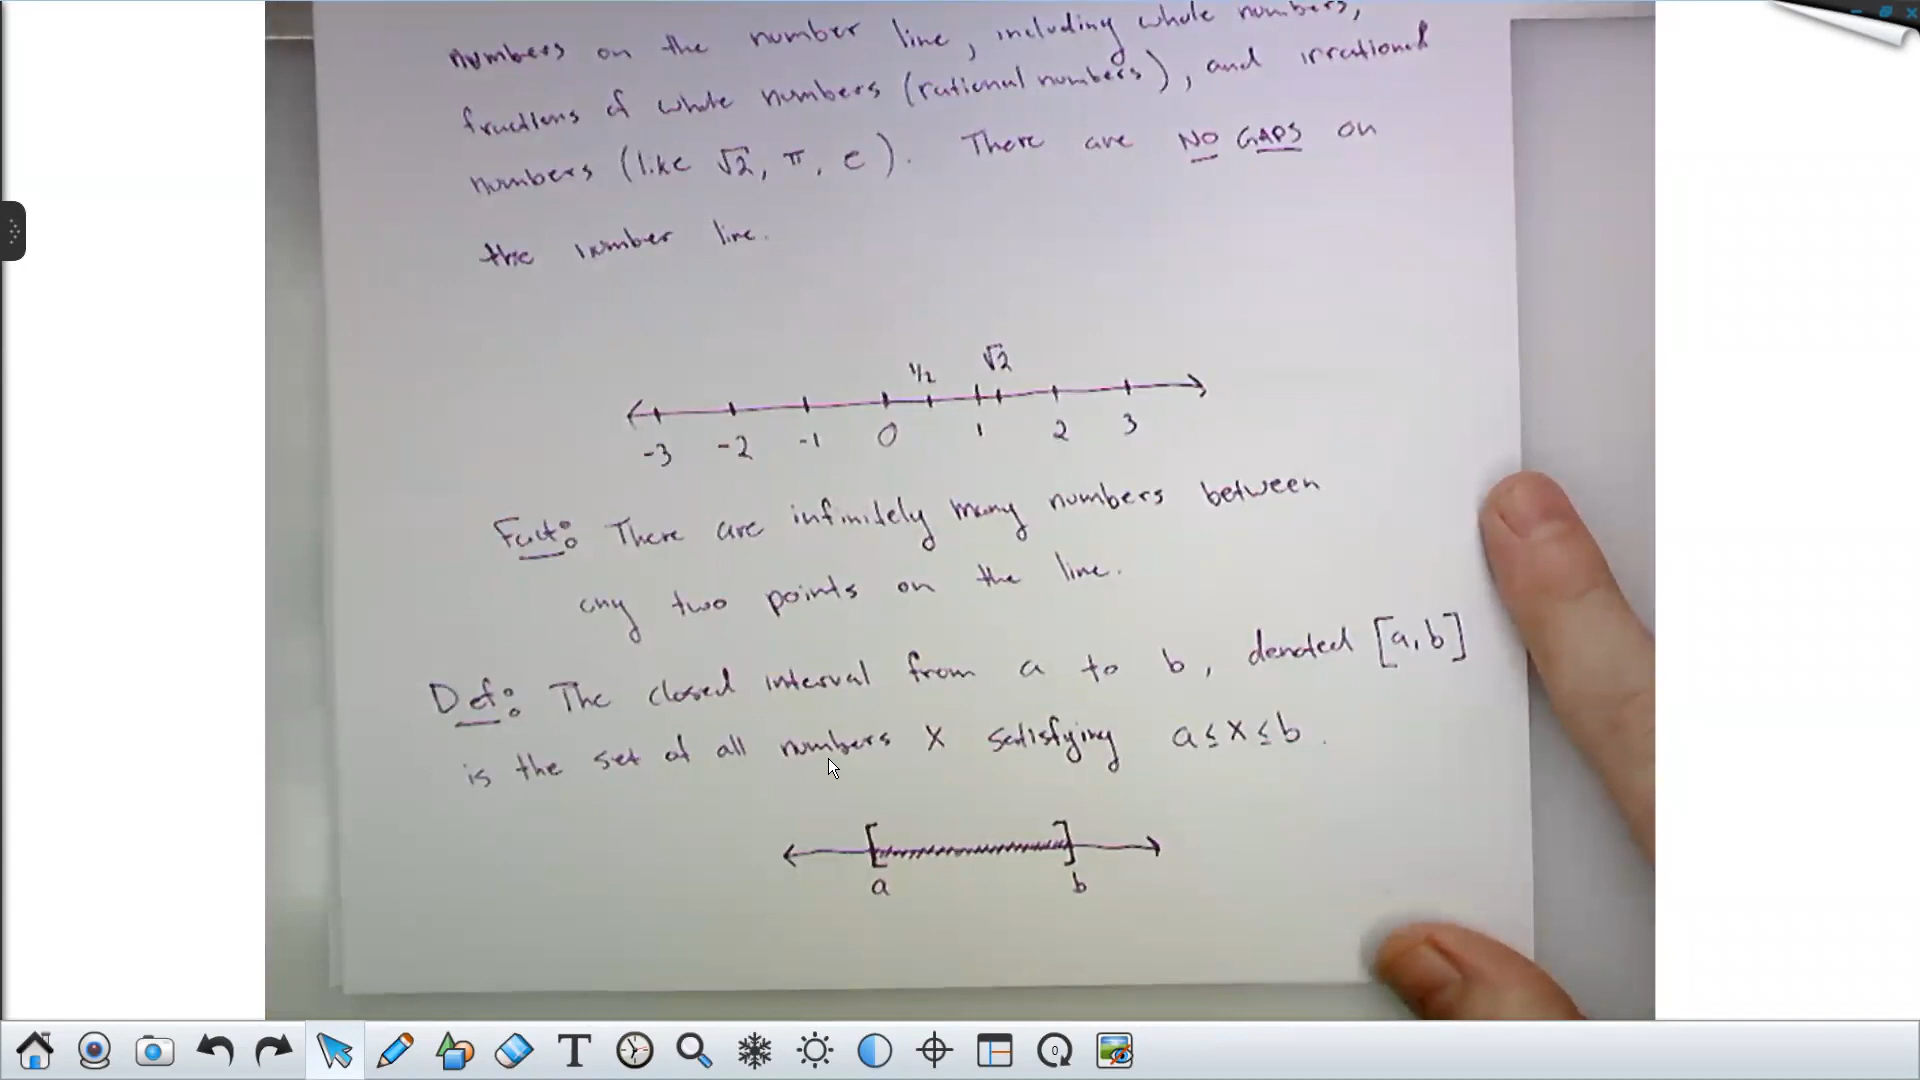 numbers on the number line, including whole numbers,
fractions of whole numbers (rational numbers), and irrational
numbers (like √2, π, e). There are NO GAPS on
the number line.
1/2 √2
-3 -2 -1 0 1 2 3
Fact: There are infinitely many numbers between
any two points on the line.
Def: The closed interval from a to b, denoted [a,b]
is the set of all numbers x satisfying a≤x≤b.
[ ]
a b
T
0